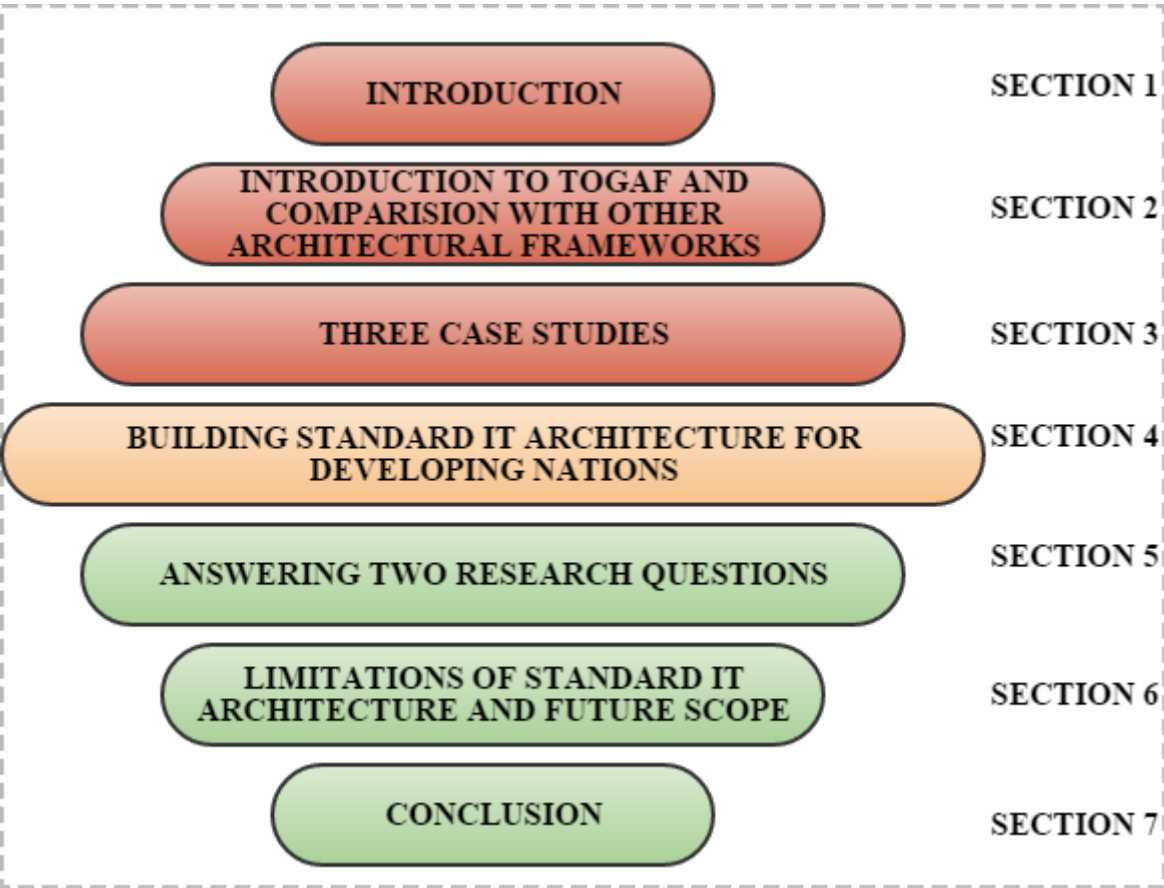 INTRODUCTION
SECTION 1
INTRODUCTION TO TOGAF AND
COMPARISION WITH OTHER
ARCHITECTURAL FRAMEWORKS
SECTION 2
THREE CASE STUDIES
SECTION 3
BUILDING STANDARD IT ARCHITECTURE FOR
DEVELOPING NATIONS
SECTION 4
ANSWERING TWO RESEARCH QUESTIONS
SECTION 5
LIMITATIONS OF STANDARD IT
ARCHITECTURE AND FUTURE SCOPE
SECTION 6
CONCLUSION
SECTION 7